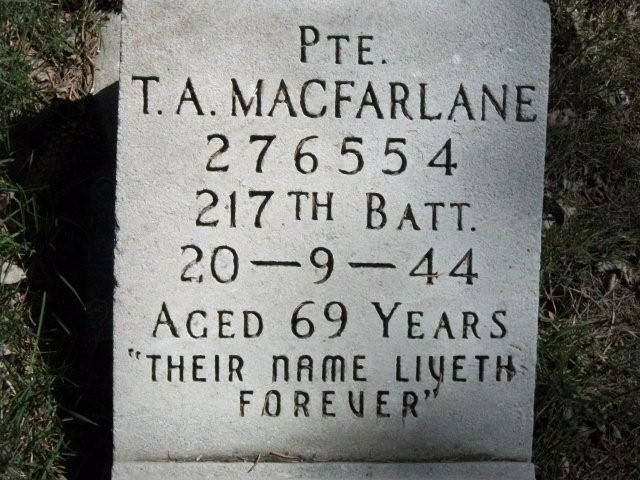 PTE.
T. A. MACFARLANE
276554
217TH BATT.
20-9-44
AGED 69 YEARS
"THEIR NAME LIVETH
FOREVER"